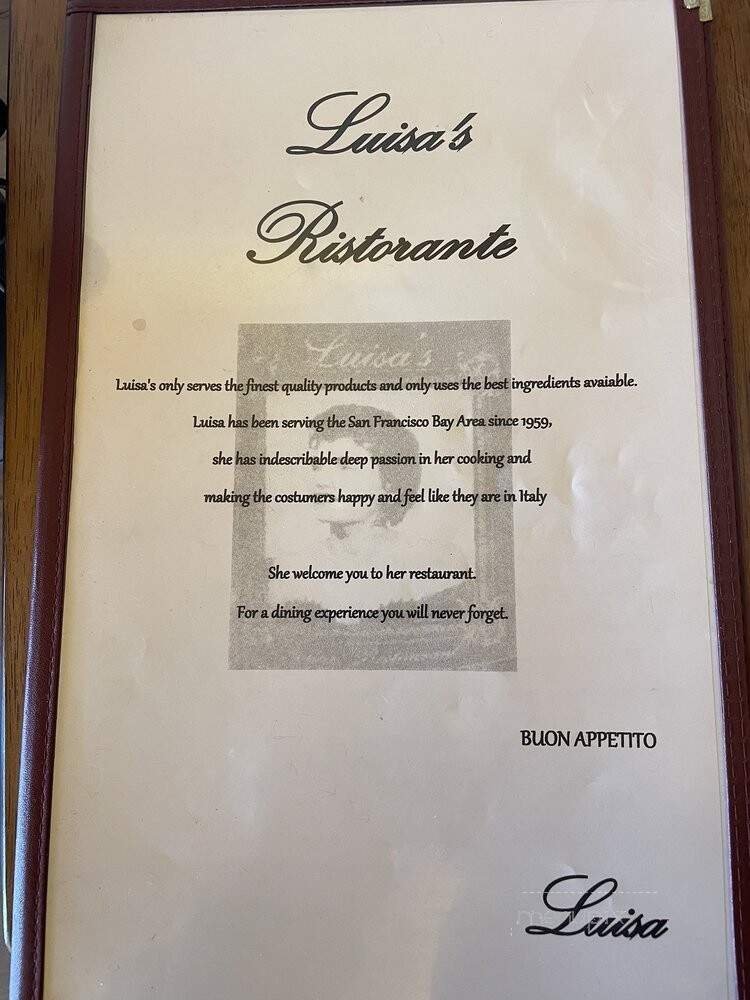 Luisa's
Ristorante
Luisa's
Luisa's only serves the finest quality products and only uses the best ingredients avaiable.
Luisa has been serving the San Francisco Bay Area since 1959,
she has indescribable deep passion in her cooking and
making the costumers happy and feel like they are in Italy
She welcome you to her restaurant.
For a dining experience you will never forget.
BUON APPETITO
Luisa